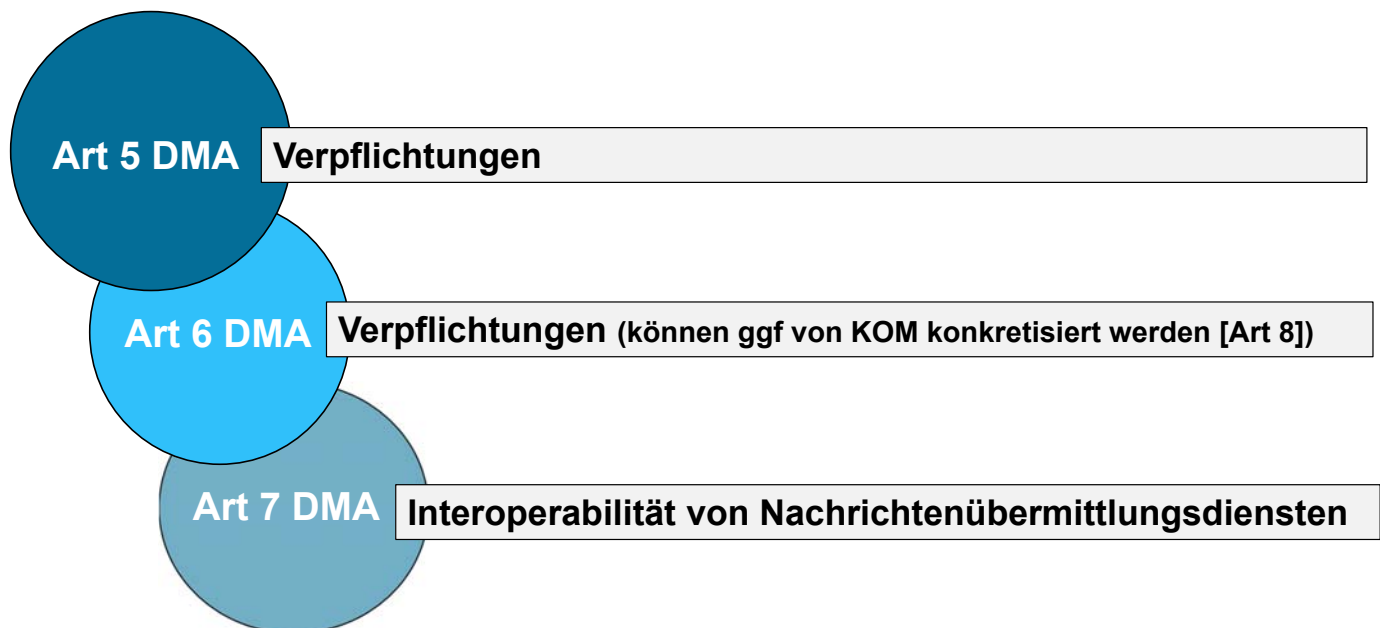 Art 5 DMA Verpflichtungen
Art 6 DMA Verpflichtungen (können ggf von KOM konkretisiert werden [Art 8])
Art 7 DMA Interoperabilität von Nachrichtenübermittlungsdiensten